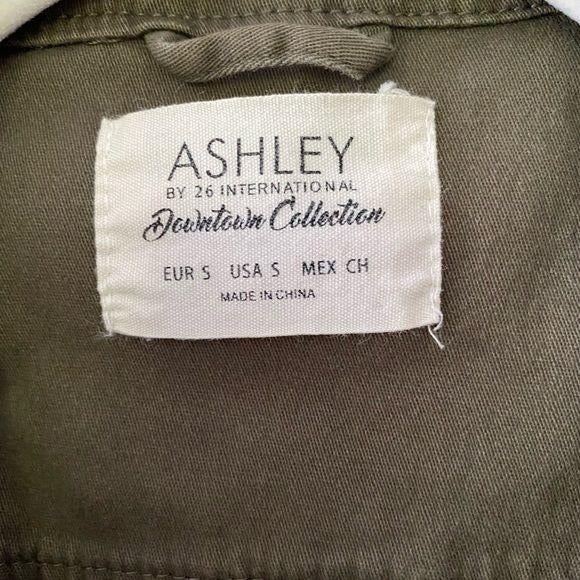 ASHLEY
BY 26 INTERNATIONAL
Downtown Collection
EUR S USA S MEX CH
MADE IN CHINA